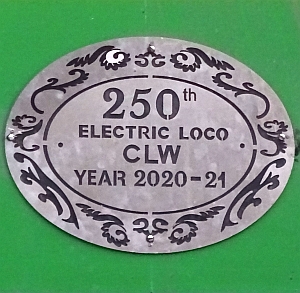 250th
ELECTRIC LOCO
CLW
YEAR 2020-21